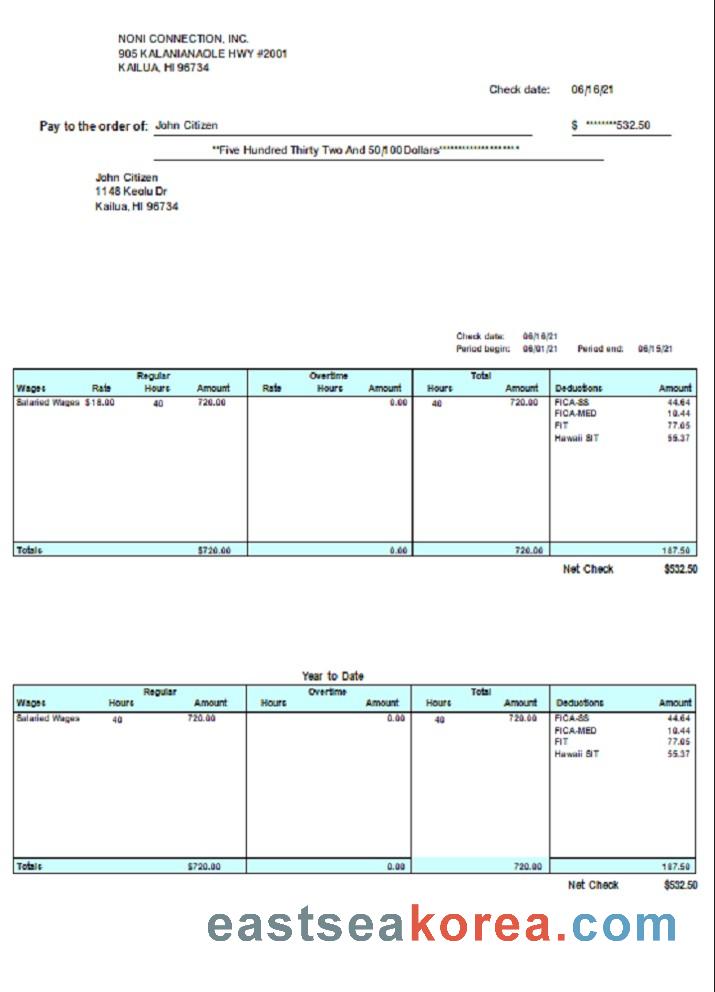 NONI CONNECTION, INC.
905 KALANIANAOLE HWY #2001
KAILUA, HI 96734
Check date: 06/16/21
Pay to the order of: John Citizen $ ********532.50
**Five Hundred Thirty Two And 50/100 Dollars********************
John Citizen
1148 Keolu Dr
Kailua, HI 96734
Check date: 06/16/21
Period begin: 06/01/21 Period end: 06/15/21
Regular Overtime Total
Wages Rate Hours Amount Rate Hours Amount Hours Amount Deductions Amount
Salaried Wages $18.00 40 720.00 0.00 40 720.00 FICA-SS 44.64
FICA-MED 10.44
FIT 77.05
Hawaii SIT 55.37
Totals $720.00 0.00 720.00 187.50
Net Check $532.50
Year to Date
Regular Overtime Total
Wages Hours Amount Hours Amount Hours Amount Deductions Amount
Salaried Wages 40 720.00 0.00 40 720.00 FICA-SS 44.64
FICA-MED 10.44
FIT 77.05
Hawaii SIT 55.37
Totals $720.00 0.00 720.00 187.50
Net Check $532.50
eastseakorea.com